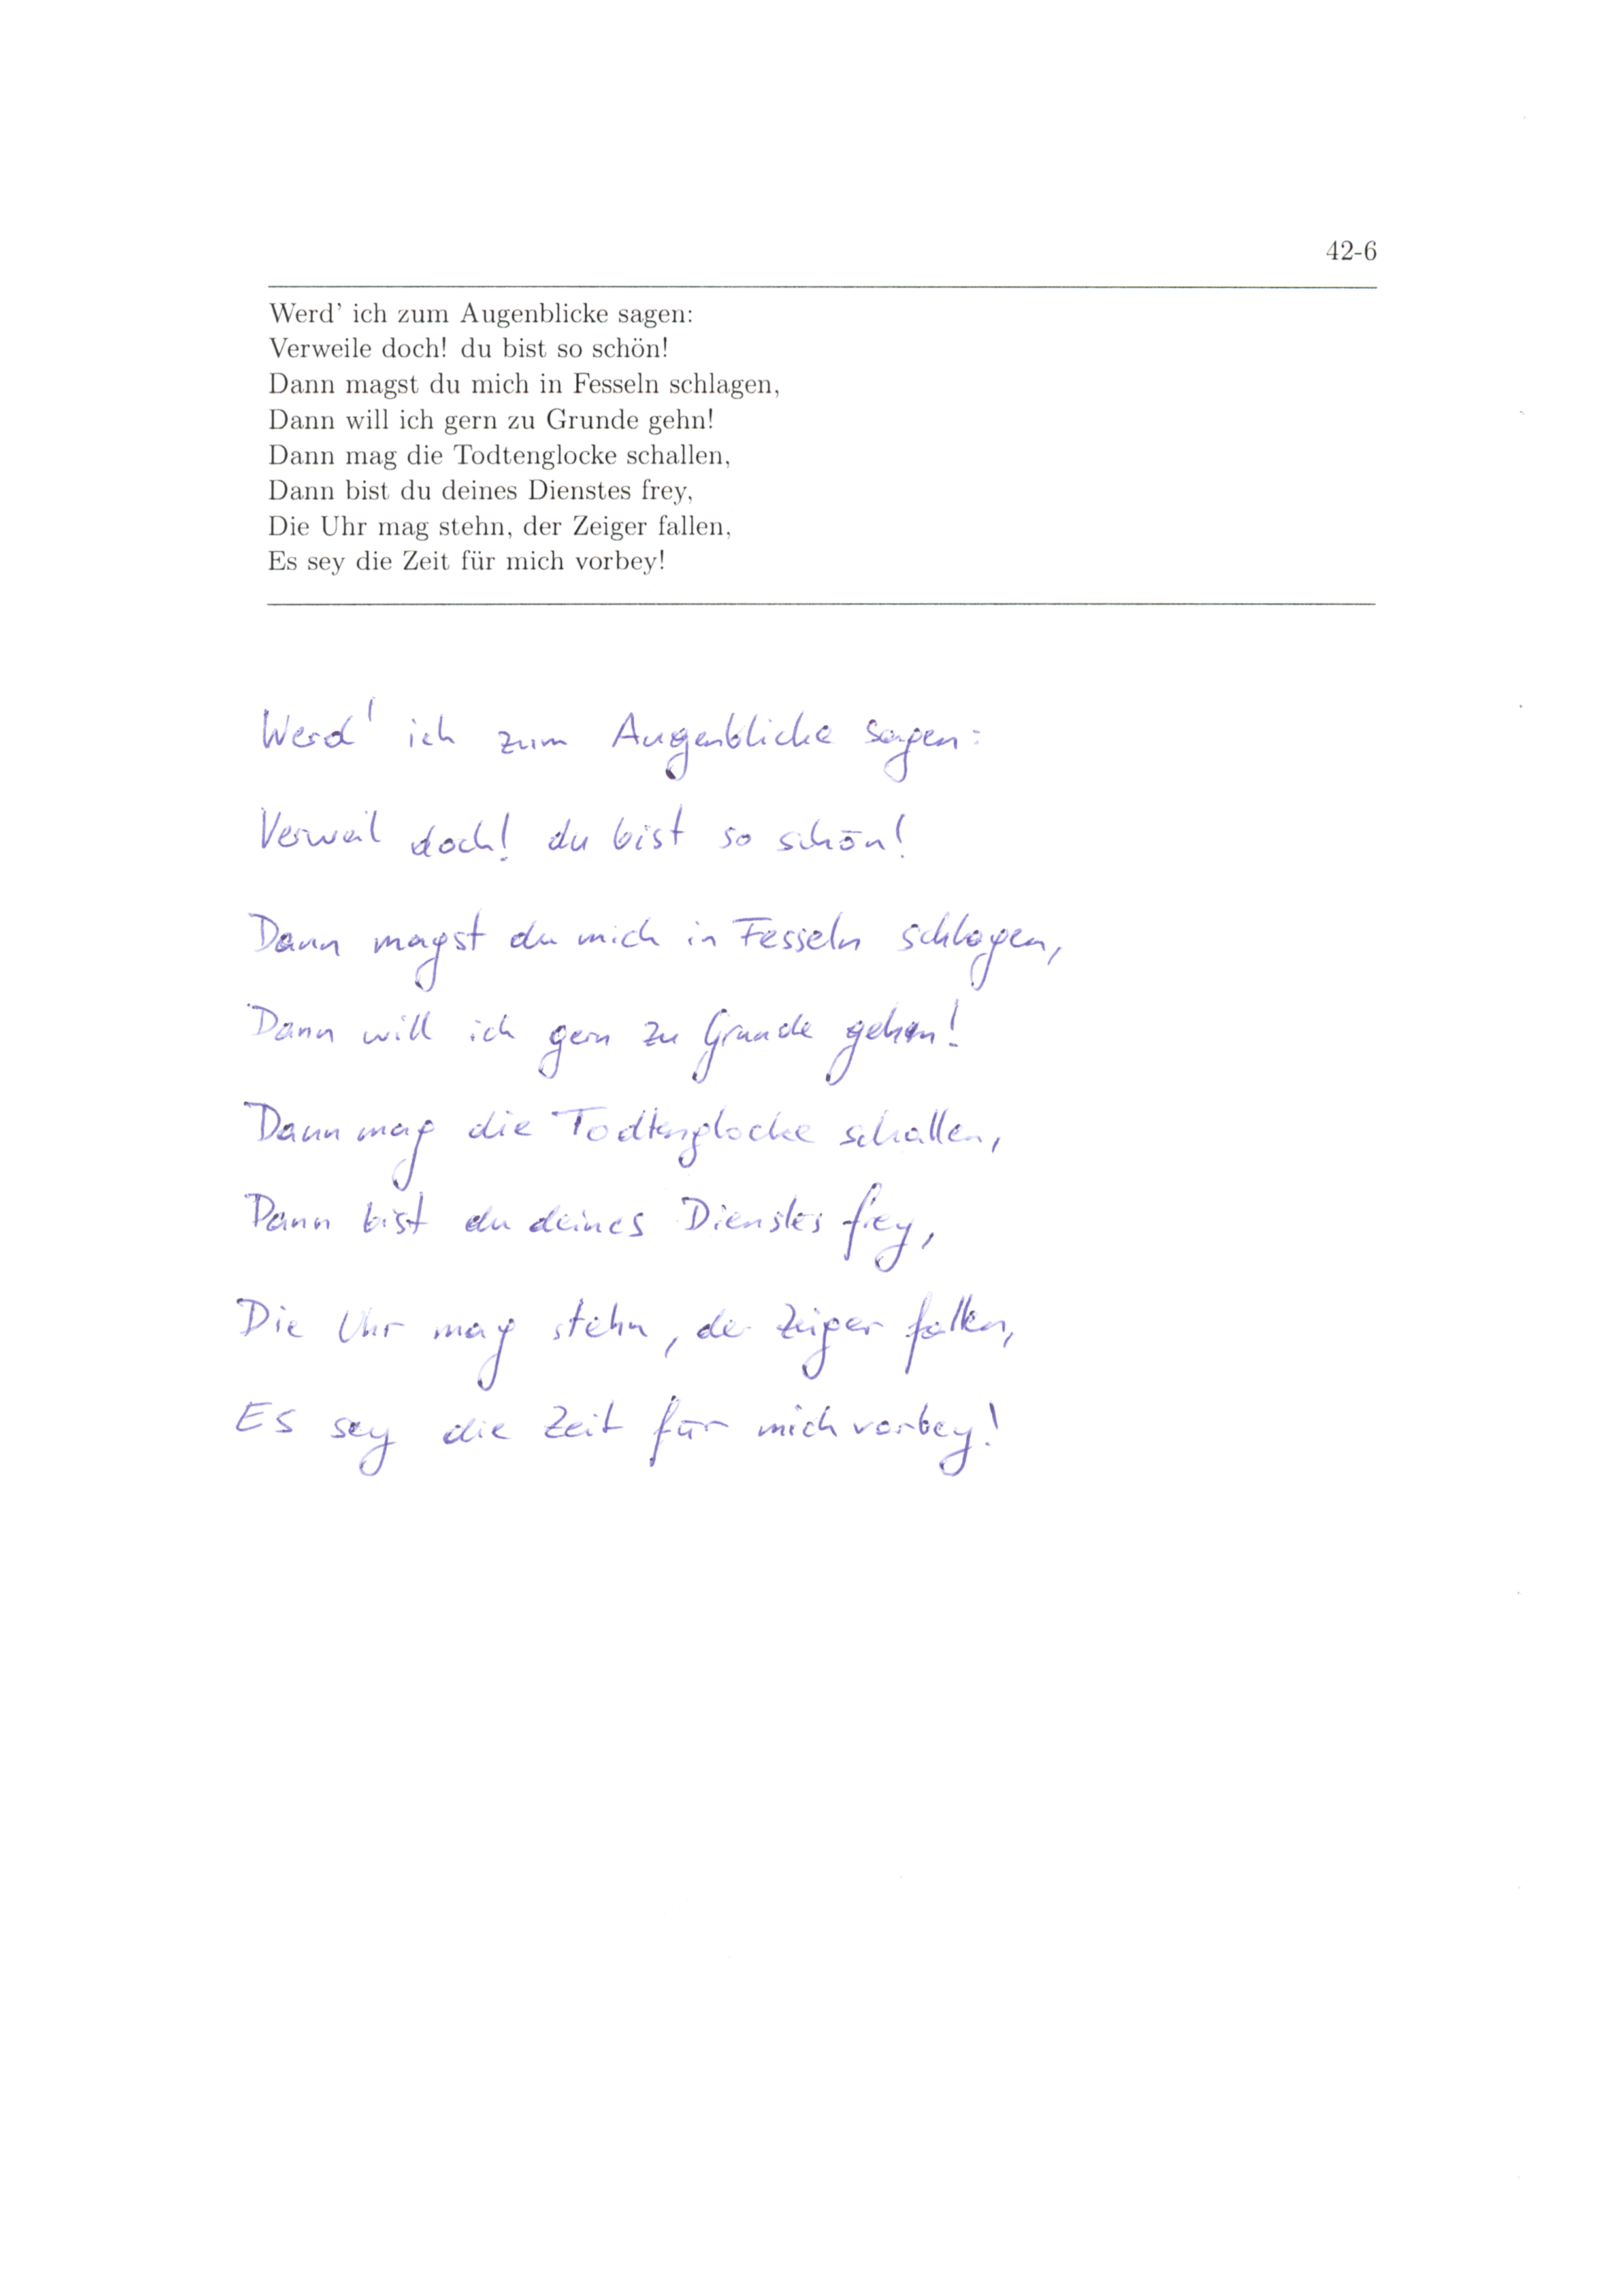 42-6
Werd' ich zum Augenblicke sagen:
Verweile doch! du bist so schön!
Dann magst du mich in Fesseln schlagen,
Dann will ich gern zu Grunde gehn!
Dann mag die Todtenglocke schallen,
Dann bist du deines Dienstes frey,
Die Uhr mag stehn, der Zeiger fallen,
Es sey die Zeit für mich vorbey!
Werd' ich zum Augenblicke sagen:
Verweil doch! du bist so schön!
Dann magst du mich in Fesseln schlagen,
Dann will ich gern zu Grunde gehen!
Dann mag die Todtenglocke schallen,
Dann bist du deines Dienstes frey,
Die Uhr mag stehn, der Zeiger fallen,
Es sey die Zeit für mich vorbey!